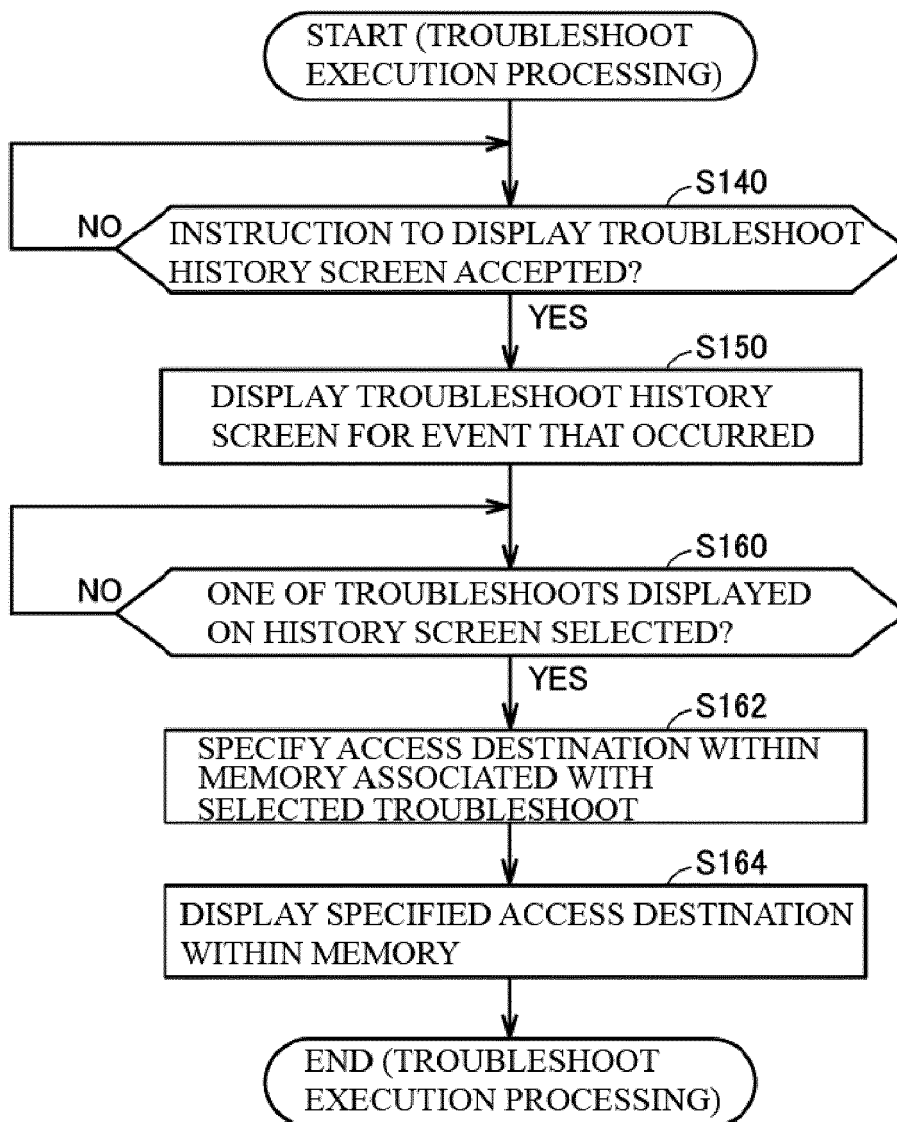 START (TROUBLESHOOT
EXECUTION PROCESSING)
S140
NO
INSTRUCTION TO DISPLAY TROUBLESHOOT
HISTORY SCREEN ACCEPTED?
YES
S150
DISPLAY TROUBLESHOOT HISTORY
SCREEN FOR EVENT THAT OCCURRED
S160
NO
ONE OF TROUBLESHOOTS DISPLAYED
ON HISTORY SCREEN SELECTED?
YES
S162
SPECIFY ACCESS DESTINATION WITHIN
MEMORY ASSOCIATED WITH
SELECTED TROUBLESHOOT
S164
DISPLAY SPECIFIED ACCESS DESTINATION
WITHIN MEMORY
END (TROUBLESHOOT
EXECUTION PROCESSING)